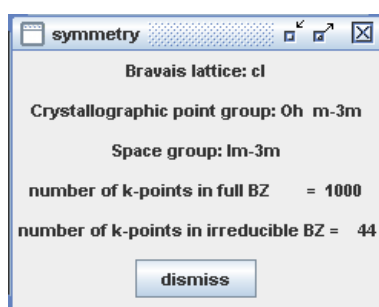 symmetry
Bravais lattice: cI
Crystallographic point group: Oh m-3m
Space group: Im-3m
number of k-points in full BZ = 1000
number of k-points in irreducible BZ = 44
dismiss